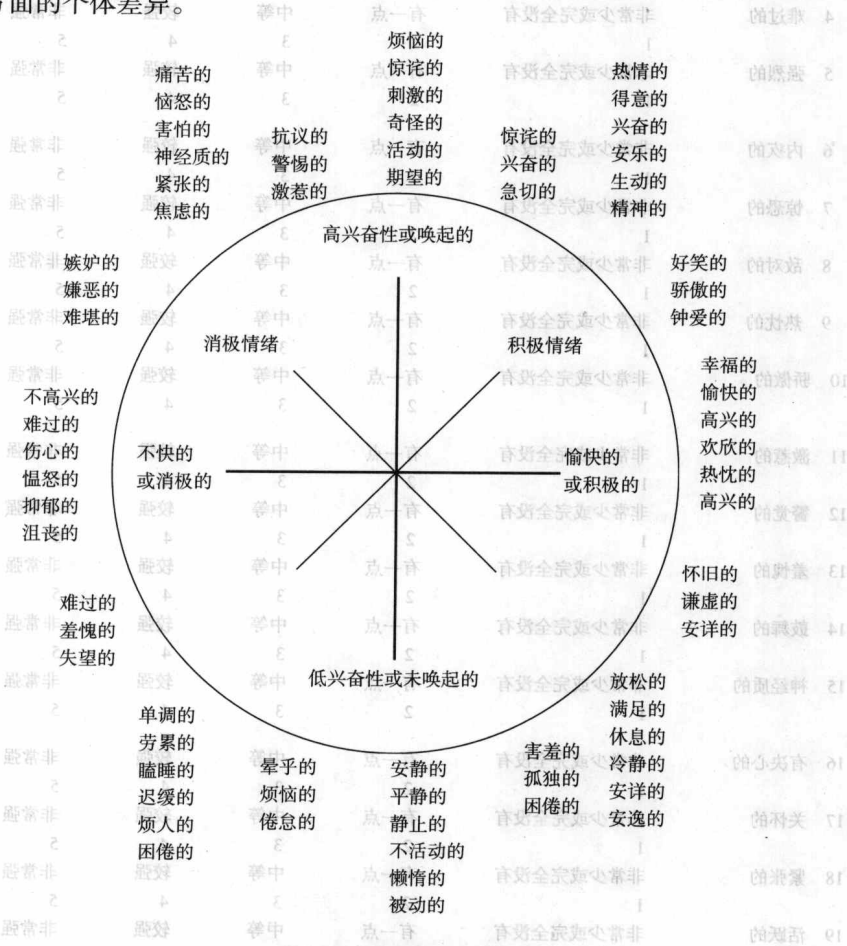 面的个体差异。
烦恼的
惊诧的
刺激的
奇怪的
活动的
期望的
痛苦的
恼怒的
害怕的
神经质的
紧张的
焦虑的
抗议的
警惕的
激惹的
惊诧的
兴奋的
急切的
热情的
得意的
兴奋的
安乐的
生动的
精神的
高兴奋性或唤起的
嫉妒的
嫌恶的
难堪的
好笑的
骄傲的
钟爱的
消极情绪
积极情绪
不高兴的
难过的
伤心的
愠怒的
抑郁的
沮丧的
不快的
或消极的
愉快的
或积极的
幸福的
愉快的
高兴的
欢欣的
热忱的
高兴的
难过的
羞愧的
失望的
怀旧的
谦虚的
安详的
低兴奋性或未唤起的
单调的
劳累的
瞌睡的
迟缓的
烦人的
困倦的
晕乎的
烦恼的
倦怠的
安静的
平静的
静止的
不活动的
懒惰的
被动的
害羞的
孤独的
困倦的
放松的
满足的
休息的
冷静的
安详的
安逸的